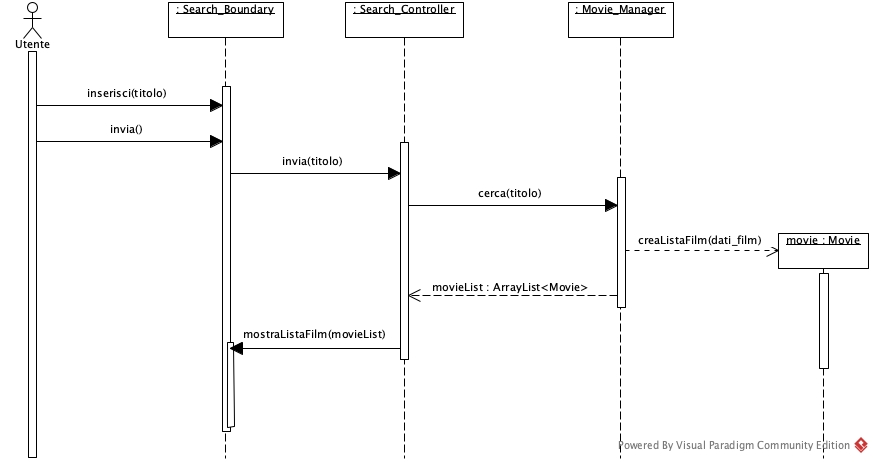 : Search_Boundary
: Search_Controller
: Movie_Manager
Utente
inserisci(titolo)
invia()
invia(titolo)
cerca(titolo)
creaListaFilm(dati_film)
movie : Movie
movieList : ArrayList<Movie>
mostraListaFilm(movieList)
Powered By Visual Paradigm Community Edition